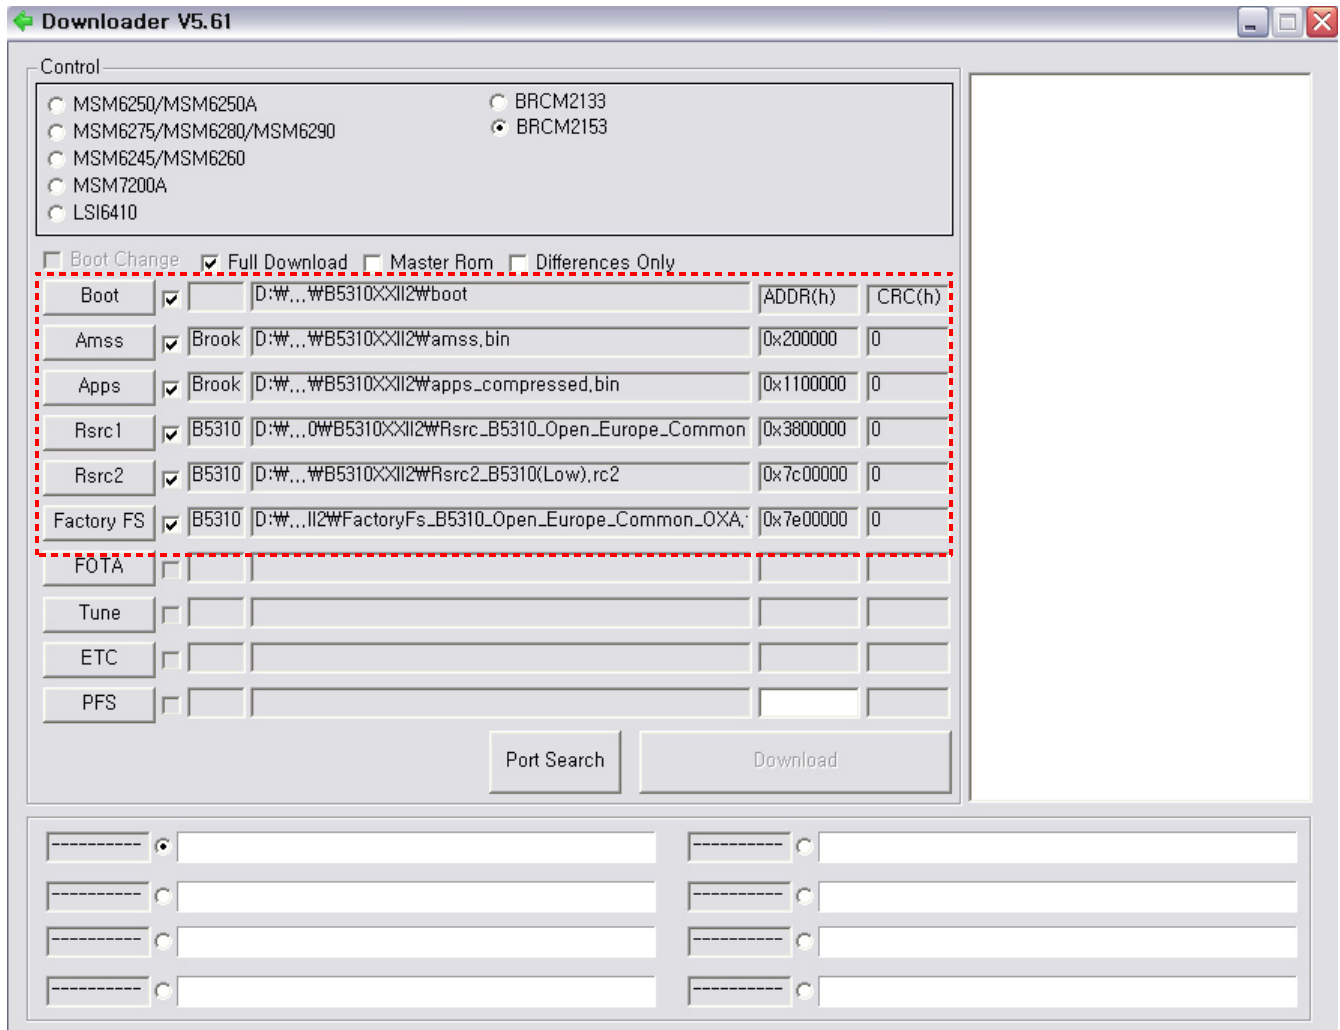 Downloader V5.61
Control
MSM6250/MSM6250A
BRCM2133
MSM6275/MSM6280/MSM6290
BRCM2153
MSM6245/MSM6260
MSM7200A
LSI6410
Boot Change Full Download Master Rom Differences Only
Boot D:₩...₩B5310XXII2₩boot ADDR(h) CRC(h)
Amss Brook D:₩...₩B5310XXII2₩amss.bin 0x200000 0
Apps Brook D:₩...₩B5310XXII2₩apps_compressed.bin 0x1100000 0
Rsrc1 B5310 D:₩...0₩B5310XXII2₩Rsrc_B5310_Open_Europe_Common 0x3800000 0
Rsrc2 B5310 D:₩...₩B5310XXII2₩Rsrc2_B5310(Low).rc2 0x7c00000 0
Factory FS B5310 D:₩...II2₩FactoryFs_B5310_Open_Europe_Common_OXA. 0x7e00000 0
FOTA
Tune
ETC
PFS
Port Search Download
---------- ----------
---------- ----------
---------- ----------
---------- ----------